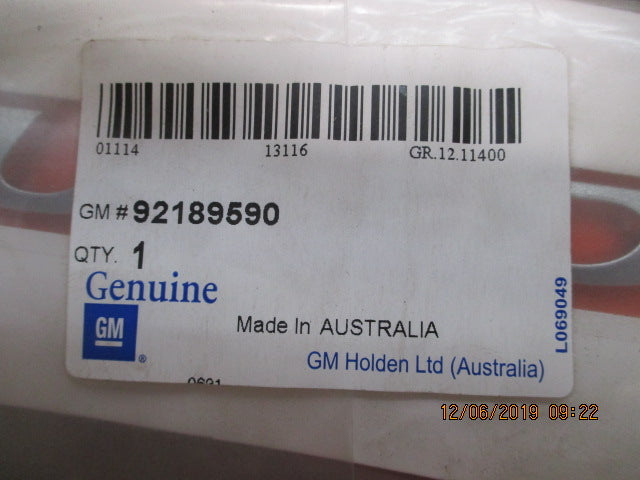 01114 13116 GR.12.11400
GM # 92189590
QTY. 1
Genuine
GM ®
Made In AUSTRALIA
GM Holden Ltd (Australia)
L069049
12/06/2019 09:22